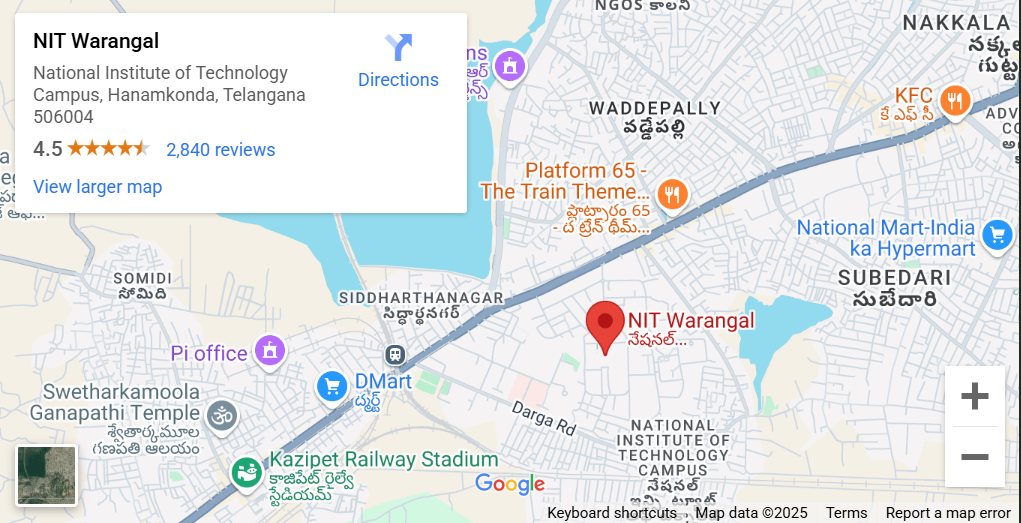 NIT Warangal
National Institute of Technology
Campus, Hanamkonda, Telangana
506004
4.5
2,840 reviews
View larger map
Directions
NGOS కాలని
NAKKALA
WADDEPALLY
వడ్డేపల్లి
KFC
కే ఎఫ్ సీ
Platform 65 -
The Train Theme...
ప్లాట్ఫారం 65
- ద ట్రేన్ థీమ్...
National Mart-India
ka Hypermart
SUBEDARI
సుబేదారి
SOMIDI
సోమిది
SIDDHARTHANAGAR
సిద్ధార్థనగర్
NIT Warangal
నేషనల్...
Pi office
DMart
డ్మార్ట్
Swetharkamoola
Ganapathi Temple
శ్వేతార్కమూల
గణపతి ఆలయం
Darga Rd
NATIONAL
INSTITUTE OF
TECHNOLOGY
CAMPUS
నేషనల్
Kazipet Railway Stadium
కాజిపేట్ రైల్వే
స్టేడియమ్
Google
Keyboard shortcuts
Map data ©2025
Terms
Report a map error